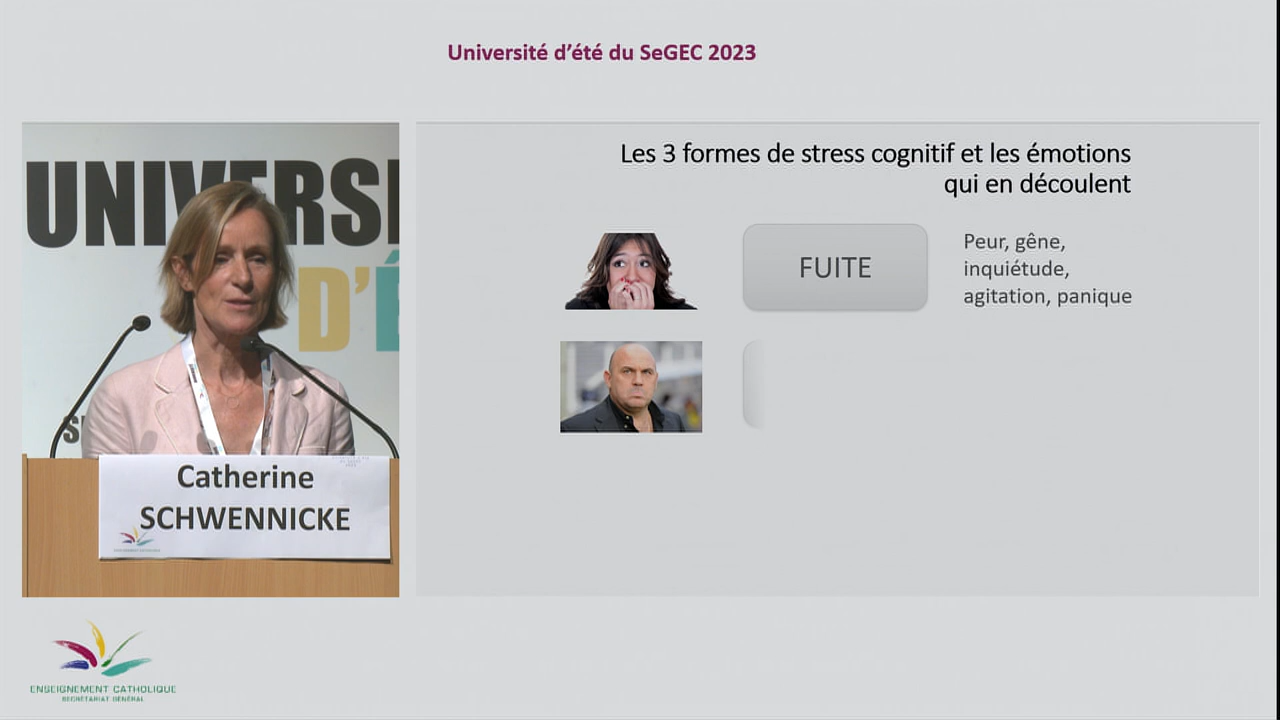 Université d'été du SeGEC 2023
UNIVERSI
D'É
Catherine
SCHWENNICKE
Les 3 formes de stress cognitif et les émotions
qui en découlent
FUITE
Peur, gêne,
inquiétude,
agitation, panique
ENSEIGNEMENT CATHOLIQUE
SECRÉTARIAT GÉNÉRAL